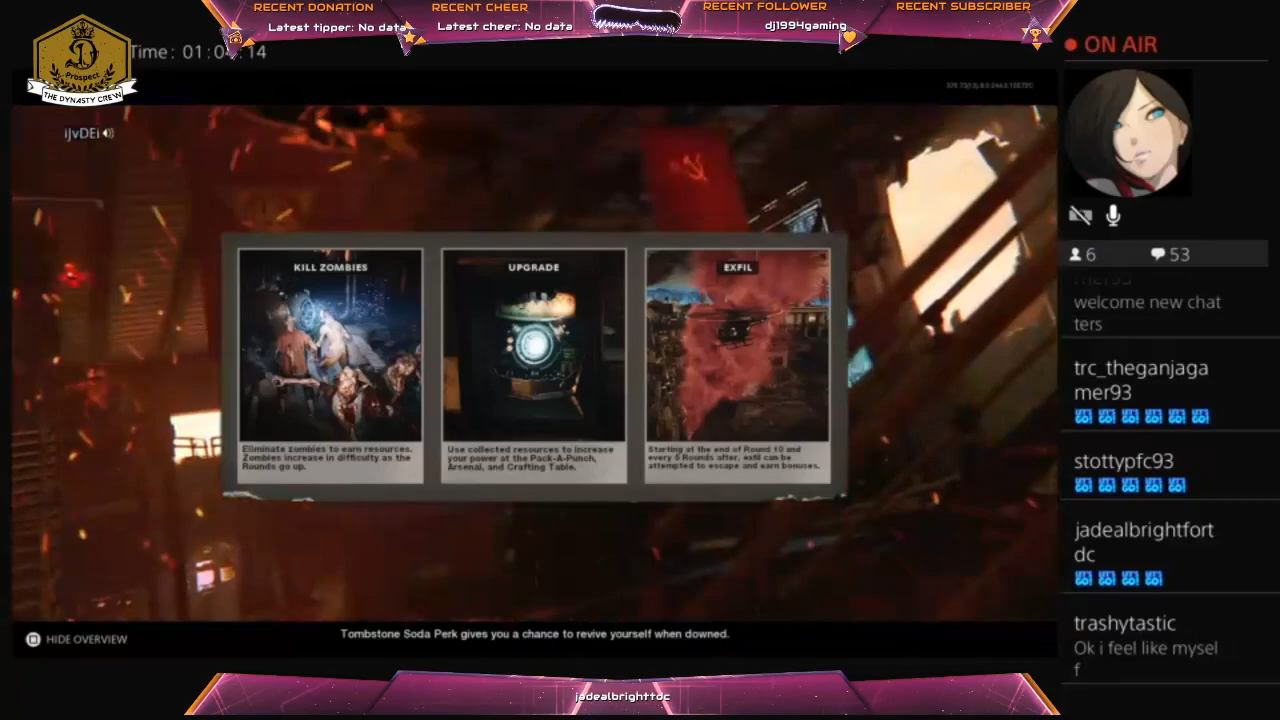 RECENT DONATION
Latest tipper: No data
RECENT CHEER
Latest cheer: No data
RECENT FOLLOWER
dj1994gaming
RECENT SUBSCRIBER
D
Prospect
THE DYNASTY CREW
ON AIR
iJvDEi
KILL ZOMBIES
Eliminate zombies to earn resources.
Zombies increase in difficulty as the
Rounds go up.
UPGRADE
Use collected resources to increase
your power at the Pack-A-Punch,
Arsenal, and Crafting Table.
EXFIL
Starting at the end of Round 10 and
every 5 Rounds after, exfil can be
attempted to escape and earn bonuses.
HIDE OVERVIEW
Tombstone Soda Perk gives you a chance to revive yourself when downed.
jadealbrighttdc
6
53
welcome new chat
ters
trc_theganjaga
mer93
stottypfc93
jadealbrightfort
dc
trashytastic
Ok i feel like mysel
f